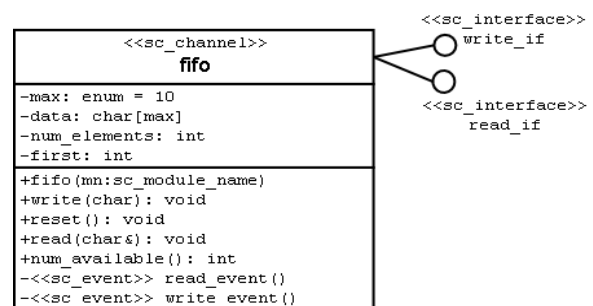 <<sc_channel>>
fifo
-max: enum = 10
-data: char[max]
-num_elements: int
-first: int
+fifo(mn:sc_module_name)
+write(char): void
+reset(): void
+read(char&): void
+num_available(): int
-<<sc_event>> read_event()
-<<sc_event>> write_event()
<<sc_interface>>
write_if
<<sc_interface>>
read_if